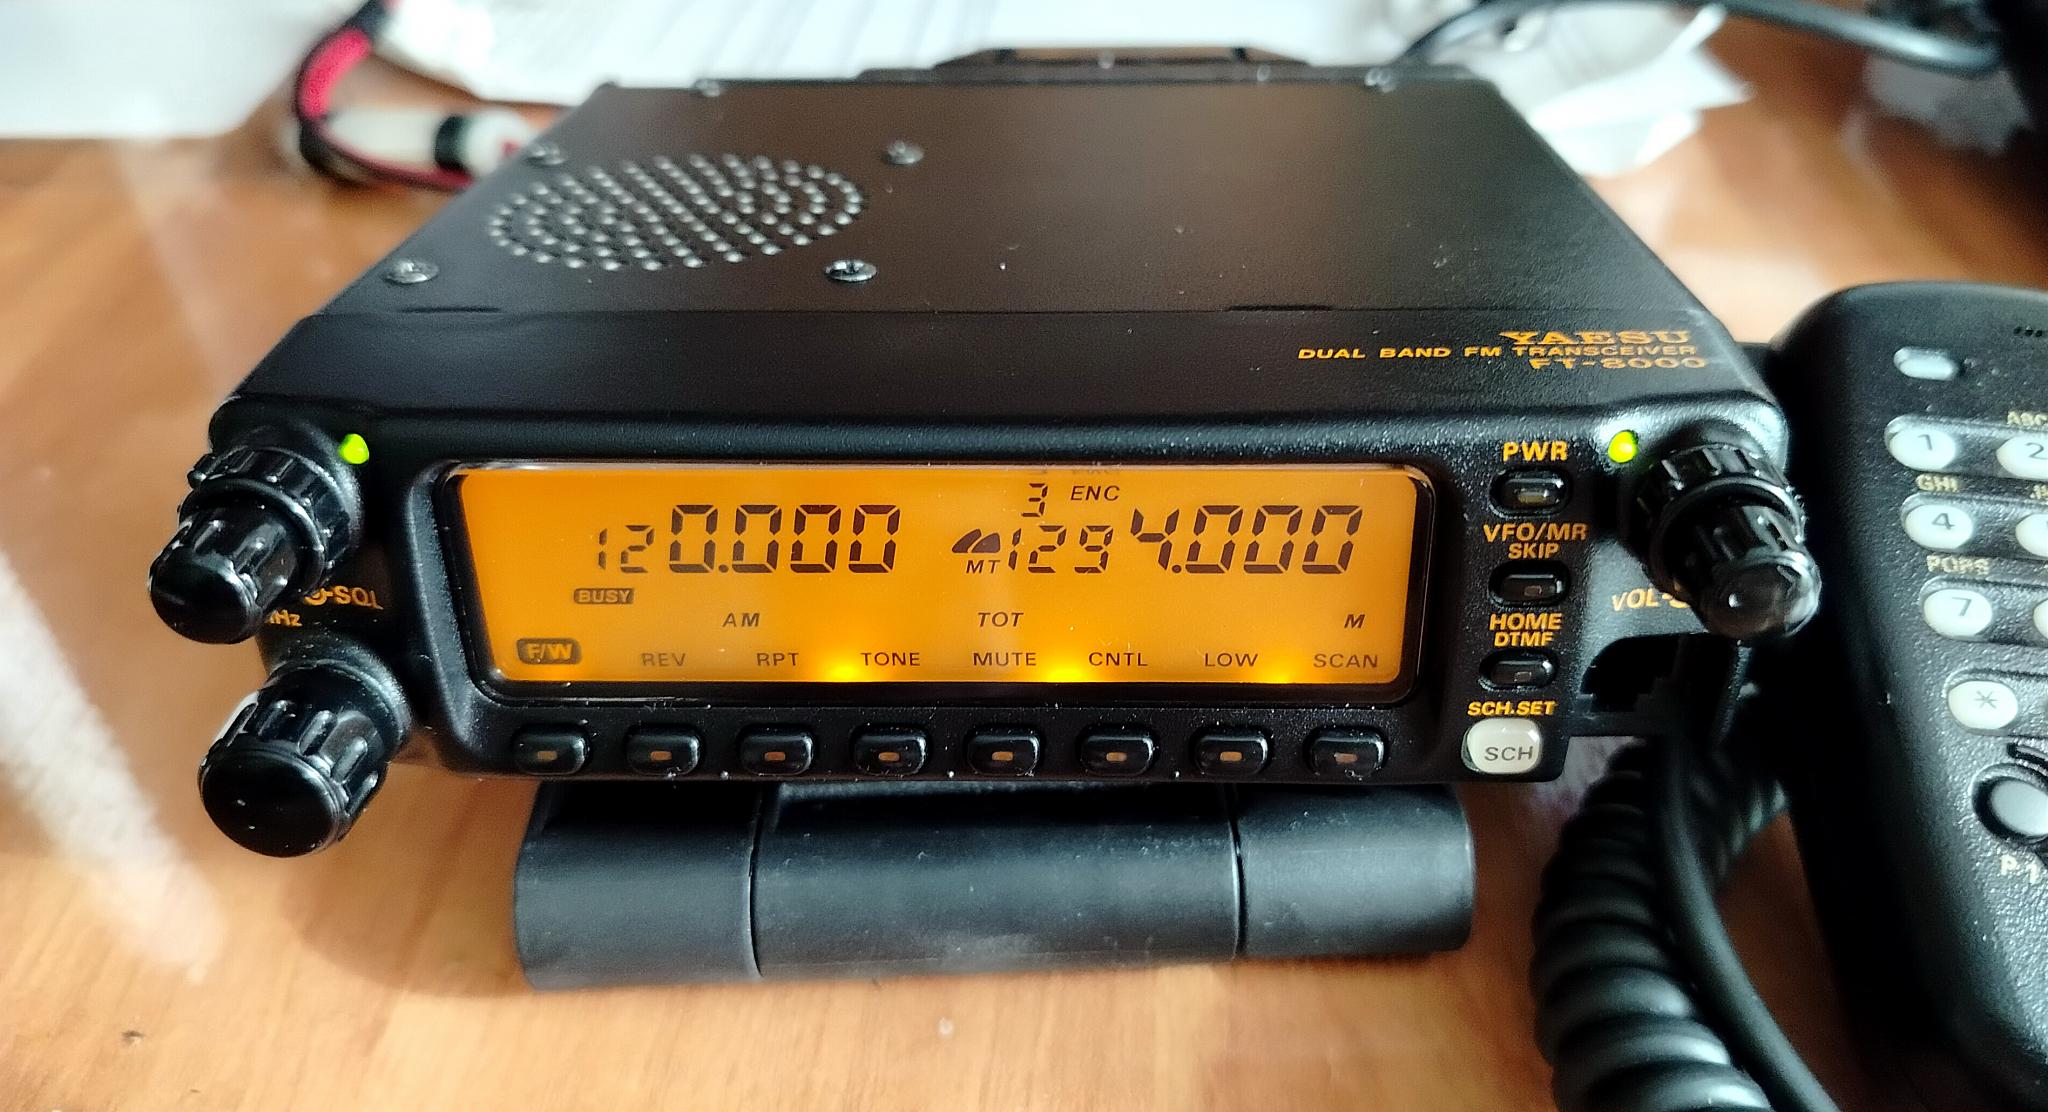 YAESU
DUAL BAND FM TRANSCEIVER
FT-8000
PWR
VFO/MR
SKIP
HOME
DTMF
SCH.SET
SCH
-SQL
VOL-
3 ENC
120.000
MT 1294.000
BUSY
AM TOT M
F/W REV RPT TONE MUTE CNTL LOW SCAN
ABC
1 2
GHI
4
PQRS
7
*